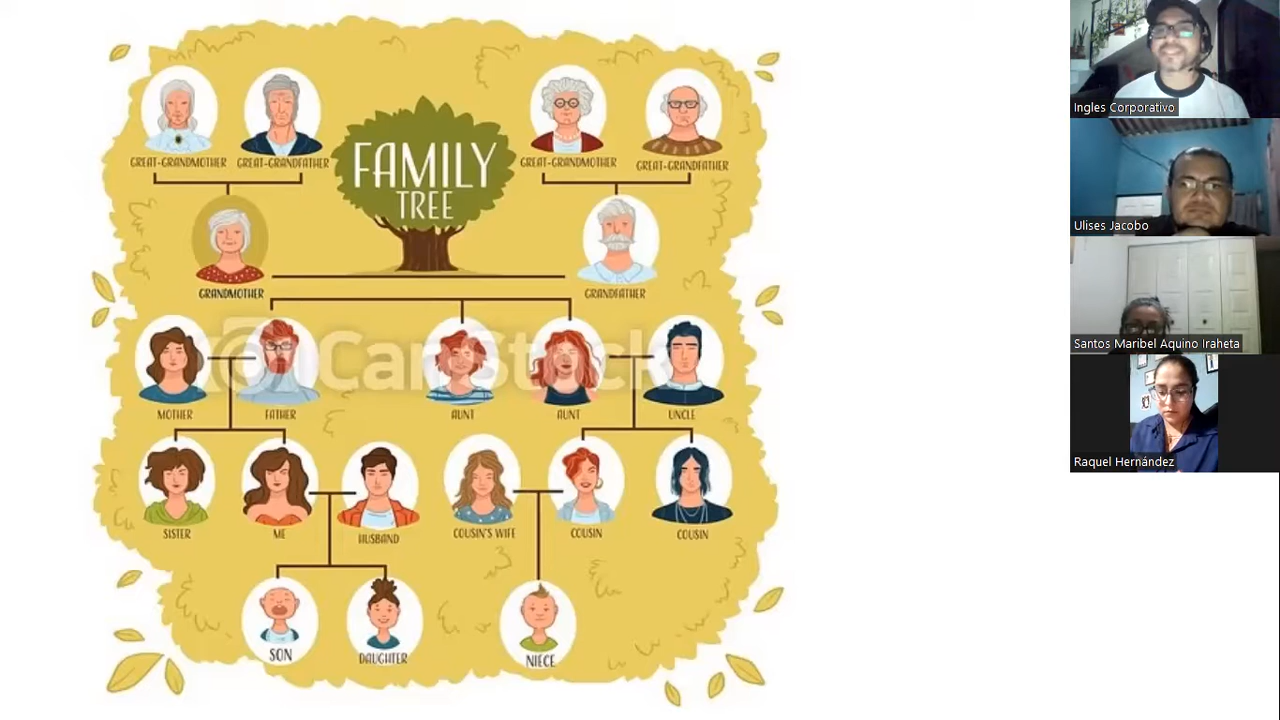 GREAT-GRANDMOTHER
GREAT-GRANDFATHER
FAMILY
TREE
GREAT-GRANDMOTHER
GREAT-GRANDFATHER
GRANDMOTHER
GRANDFATHER
CanStock
MOTHER
FATHER
AUNT
AUNT
UNCLE
SISTER
ME
HUSBAND
COUSIN'S WIFE
COUSIN
COUSIN
SON
DAUGHTER
NIECE
Ingles Corporativo
Ulises Jacobo
Santos Maribel Aquino Iraheta
Raquel Hernández